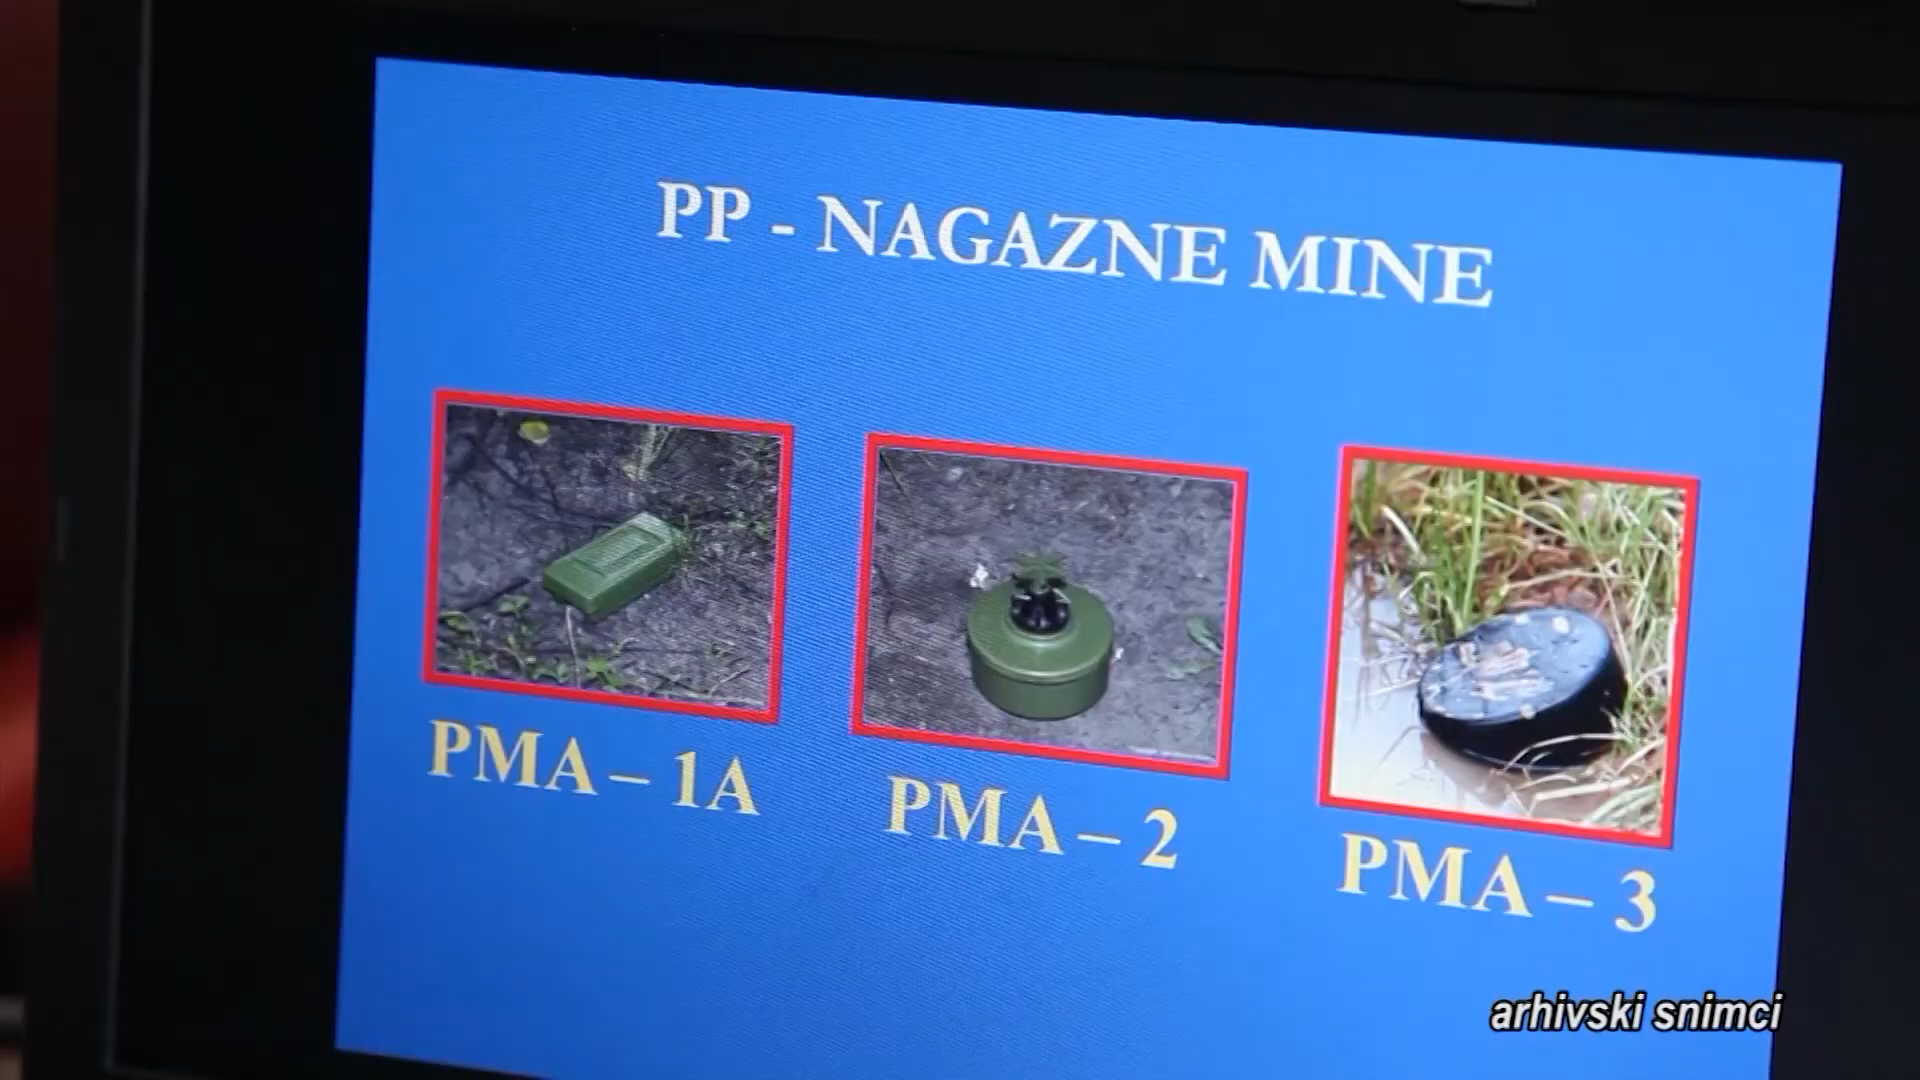 PP - NAGAZNE MINE
PMA – 1A
PMA – 2
PMA – 3
arhivski snimci